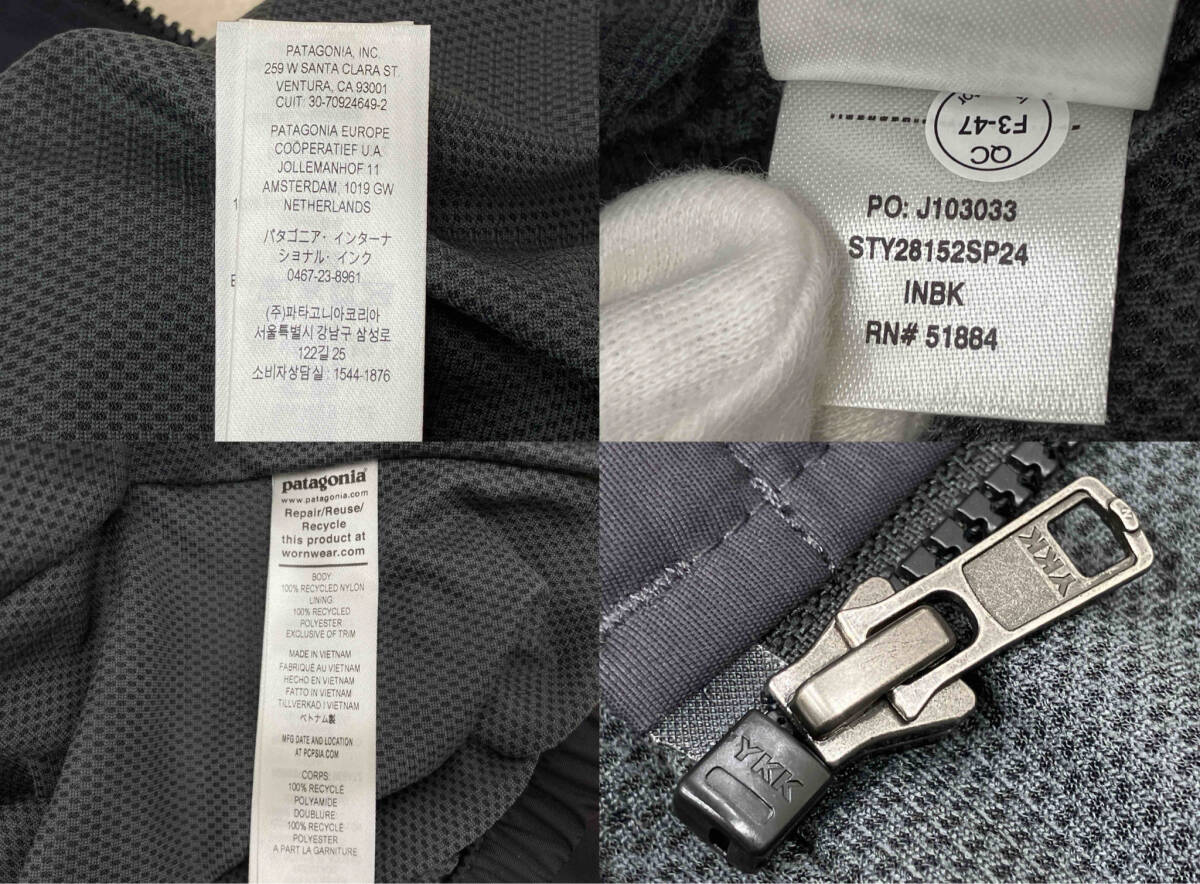 PATAGONIA, INC.
259 W SANTA CLARA ST.
VENTURA, CA 93001
CUIT: 30-70924649-2
PATAGONIA EUROPE
COÖPERATIEF U.A.
JOLLEMANHOF 11
AMSTERDAM, 1019 GW
NETHERLANDS
パタゴニア・インターナ
ショナル・インク
0467-23-8961
(주)파타고니아코리아
서울특별시 강남구 삼성로
122길 25
소비자상담실 : 1544-1876
QC
F3-47
PO: J103033
STY28152SP24
INBK
RN# 51884
patagonia®
www.patagonia.com
Repair/Reuse/
Recycle
this product at
wornwear.com
BODY:
100% RECYCLED NYLON
LINING:
100% RECYCLED
POLYESTER
EXCLUSIVE OF TRIM
MADE IN VIETNAM
FABRIQUÉ AU VIETNAM
HECHO EN VIETNAM
FATTO IN VIETNAM
TILLVERKAD I VIETNAM
ベトナム製
MFG DATE AND LOCATION
AT PCPSIA.COM
CORPS:
100% RECYCLÉ
POLYAMIDE
DOUBLURE:
100% RECYCLÉ
POLYESTER
A PART LA GARNITURE
YKK
YKK